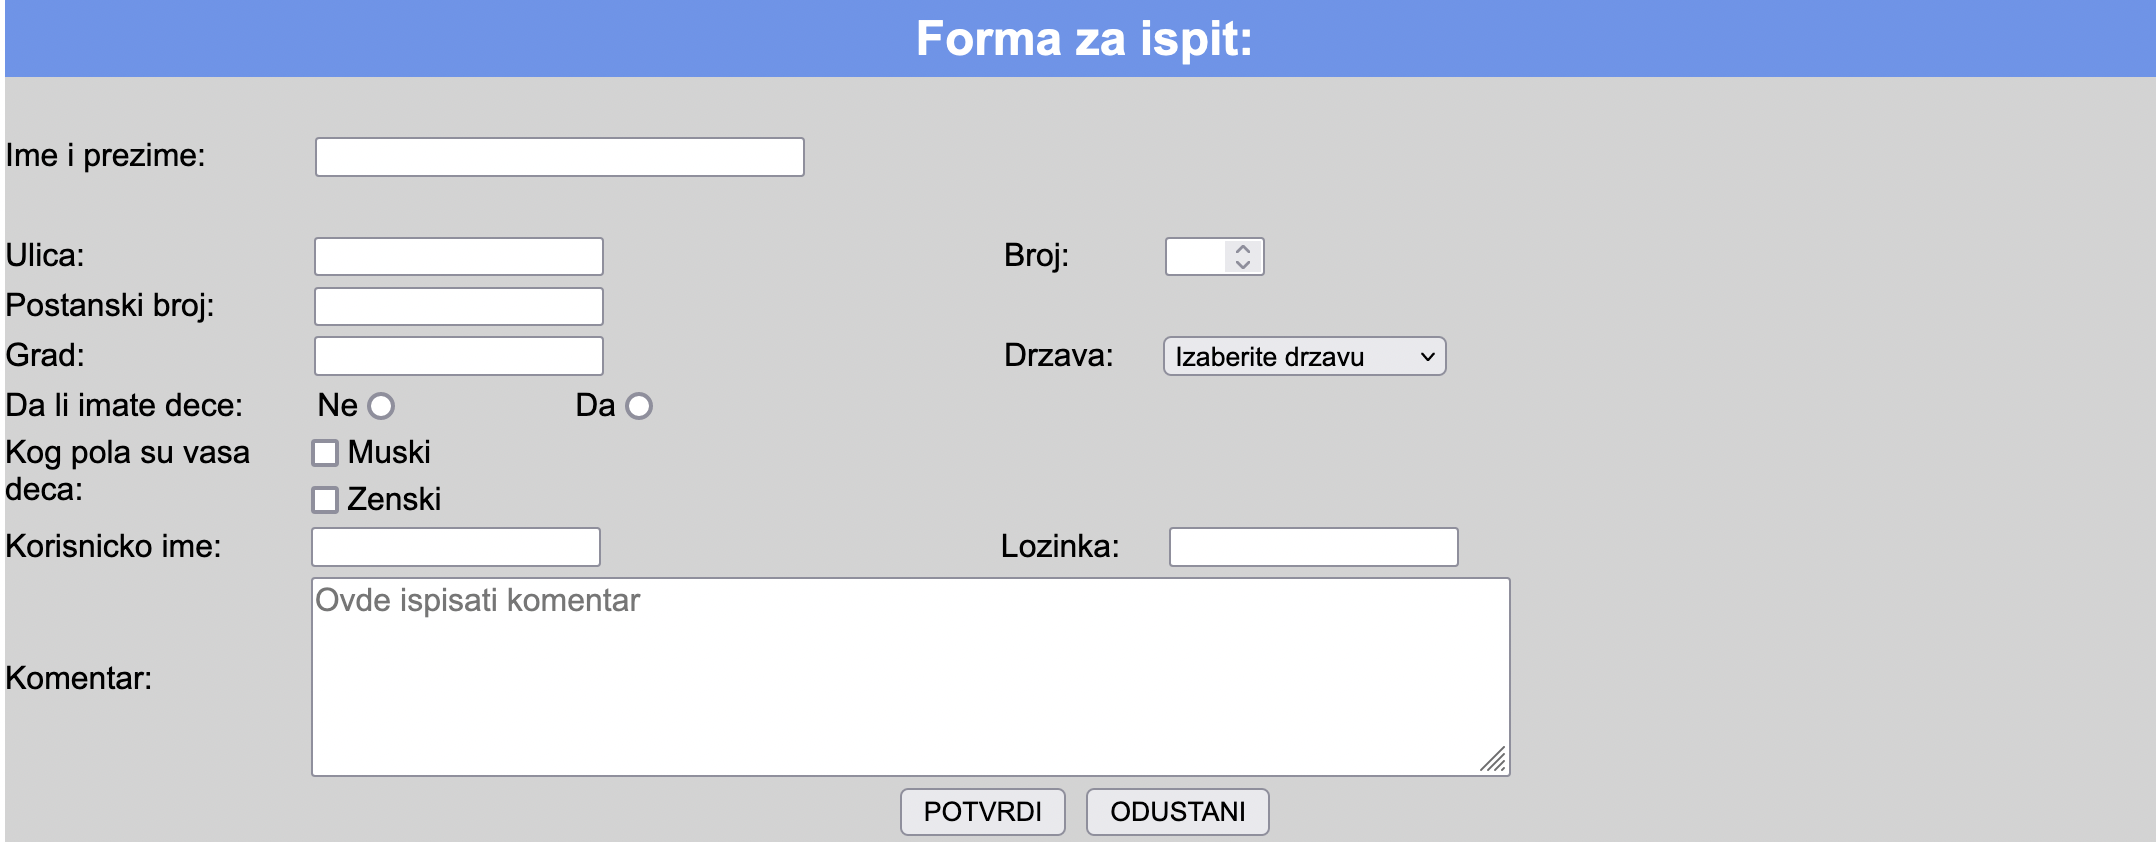 Forma za ispit:
Ime i prezime:
Ulica:
Broj:
Postanski broj:
Grad:
Drzava:
Izaberite drzavu
Da li imate dece:
Ne
Da
Kog pola su vasa
deca:
Muski
Zenski
Korisnicko ime:
Lozinka:
Komentar:
Ovde ispisati komentar
POTVRDI
ODUSTANI